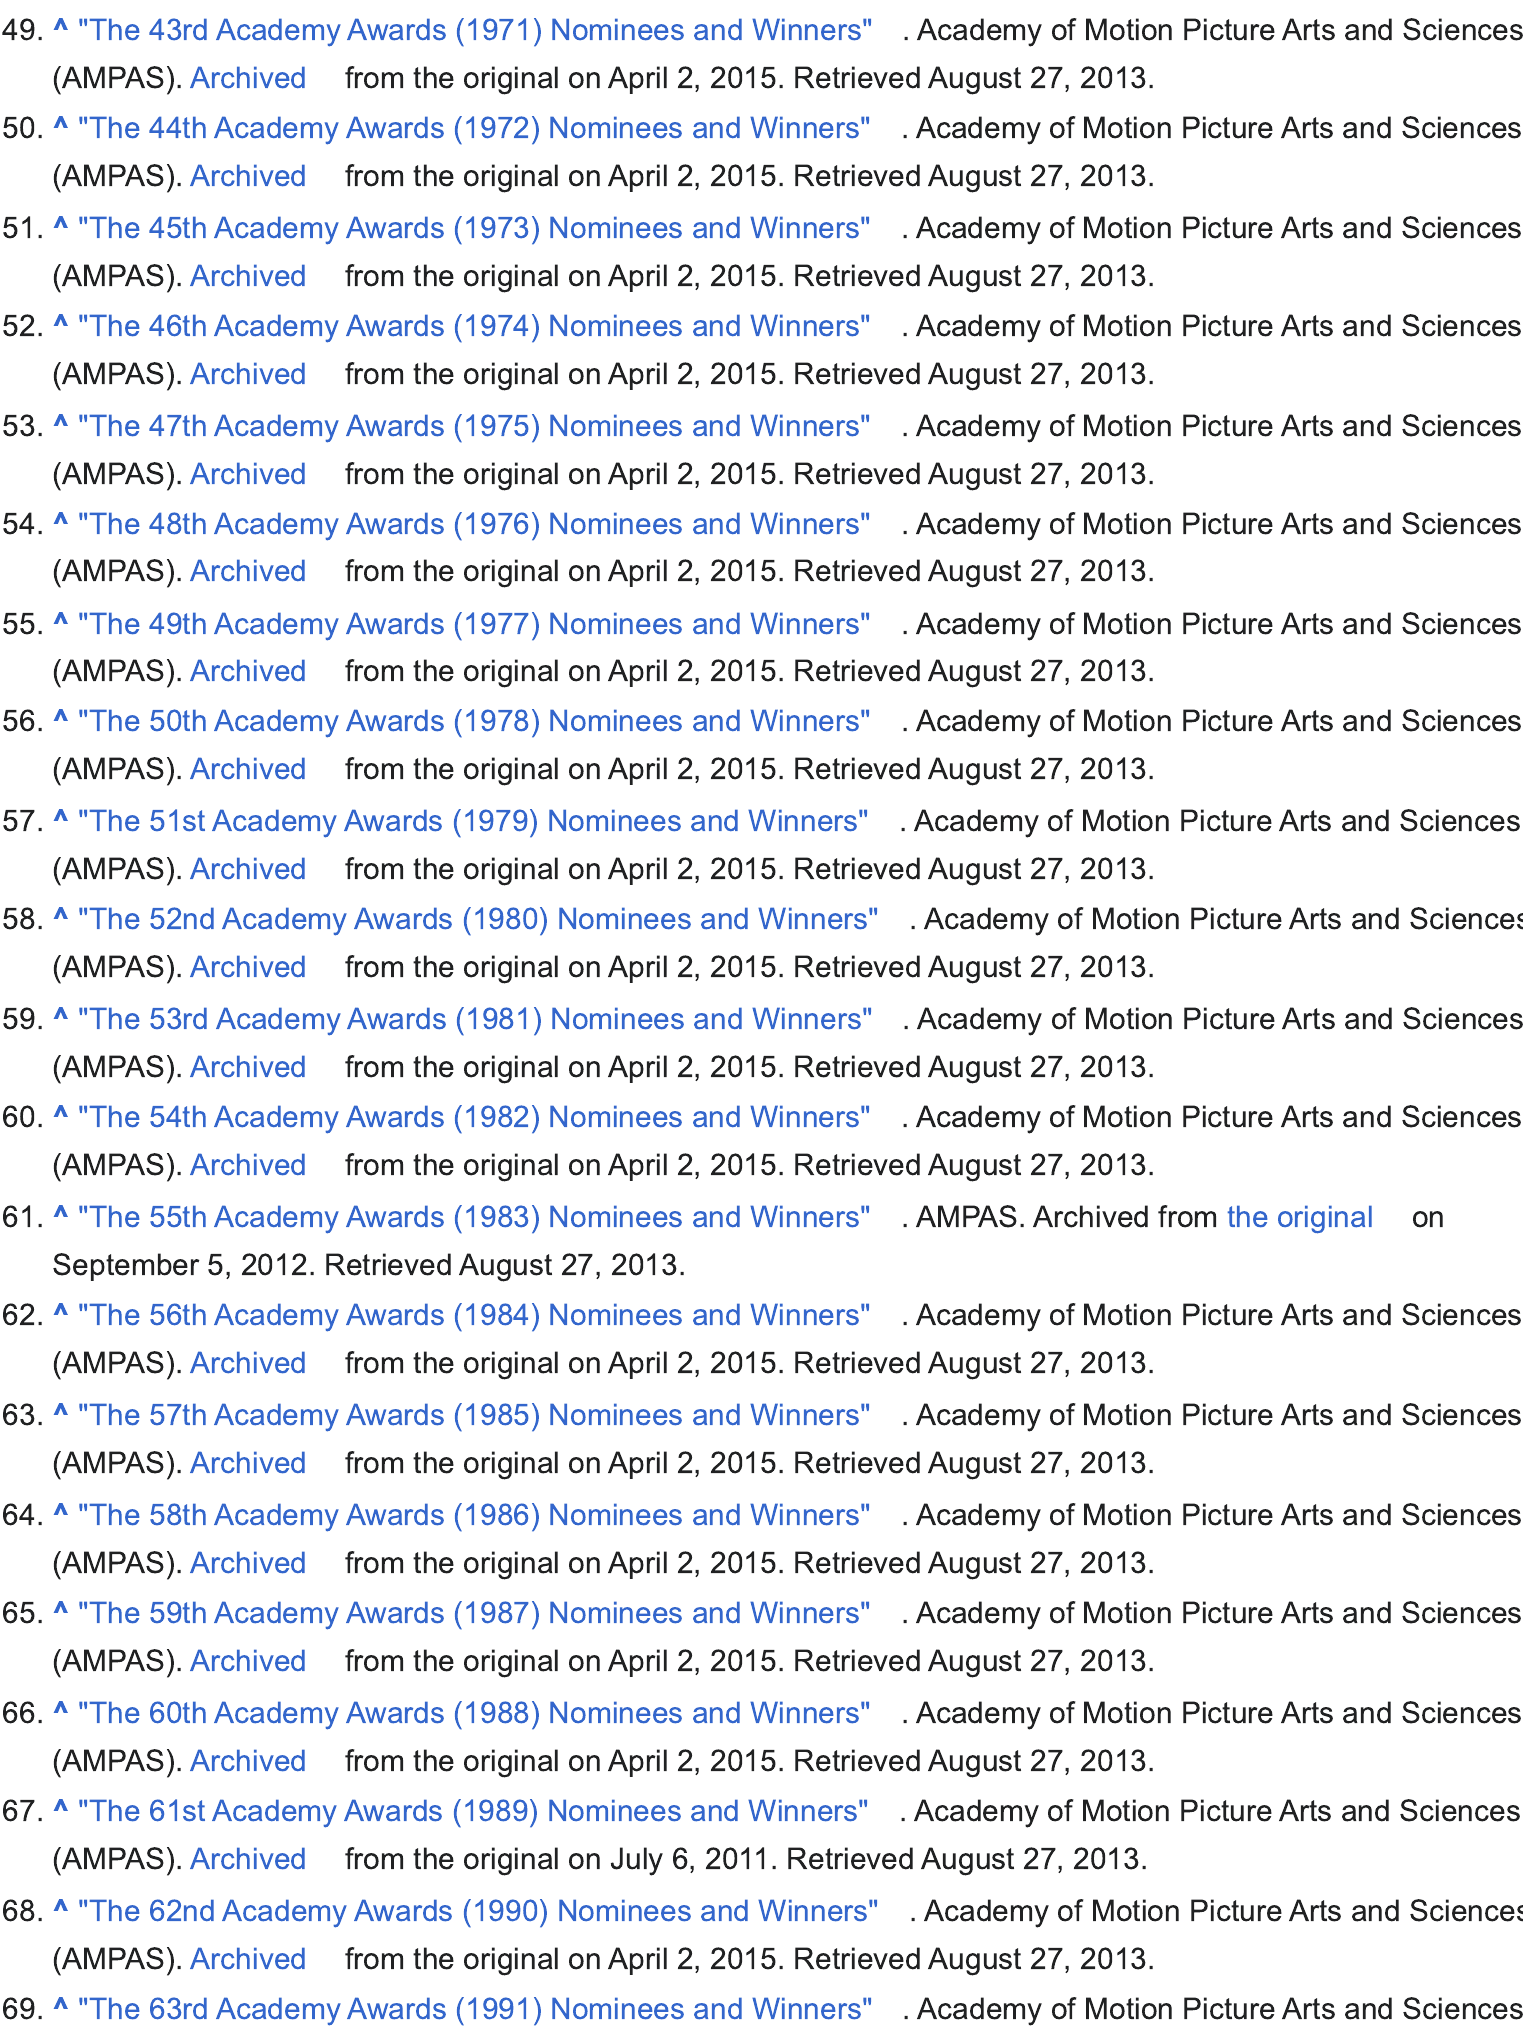 49. ^ "The 43rd Academy Awards (1971) Nominees and Winners" . Academy of Motion Picture Arts and Sciences
(AMPAS). Archived from the original on April 2, 2015. Retrieved August 27, 2013.
50. ^ "The 44th Academy Awards (1972) Nominees and Winners" . Academy of Motion Picture Arts and Sciences
(AMPAS). Archived from the original on April 2, 2015. Retrieved August 27, 2013.
51. ^ "The 45th Academy Awards (1973) Nominees and Winners" . Academy of Motion Picture Arts and Sciences
(AMPAS). Archived from the original on April 2, 2015. Retrieved August 27, 2013.
52. ^ "The 46th Academy Awards (1974) Nominees and Winners" . Academy of Motion Picture Arts and Sciences
(AMPAS). Archived from the original on April 2, 2015. Retrieved August 27, 2013.
53. ^ "The 47th Academy Awards (1975) Nominees and Winners" . Academy of Motion Picture Arts and Sciences
(AMPAS). Archived from the original on April 2, 2015. Retrieved August 27, 2013.
54. ^ "The 48th Academy Awards (1976) Nominees and Winners" . Academy of Motion Picture Arts and Sciences
(AMPAS). Archived from the original on April 2, 2015. Retrieved August 27, 2013.
55. ^ "The 49th Academy Awards (1977) Nominees and Winners" . Academy of Motion Picture Arts and Sciences
(AMPAS). Archived from the original on April 2, 2015. Retrieved August 27, 2013.
56. ^ "The 50th Academy Awards (1978) Nominees and Winners" . Academy of Motion Picture Arts and Sciences
(AMPAS). Archived from the original on April 2, 2015. Retrieved August 27, 2013.
57. ^ "The 51st Academy Awards (1979) Nominees and Winners" . Academy of Motion Picture Arts and Sciences
(AMPAS). Archived from the original on April 2, 2015. Retrieved August 27, 2013.
58. ^ "The 52nd Academy Awards (1980) Nominees and Winners" . Academy of Motion Picture Arts and Sciences
(AMPAS). Archived from the original on April 2, 2015. Retrieved August 27, 2013.
59. ^ "The 53rd Academy Awards (1981) Nominees and Winners" . Academy of Motion Picture Arts and Sciences
(AMPAS). Archived from the original on April 2, 2015. Retrieved August 27, 2013.
60. ^ "The 54th Academy Awards (1982) Nominees and Winners" . Academy of Motion Picture Arts and Sciences
(AMPAS). Archived from the original on April 2, 2015. Retrieved August 27, 2013.
61. ^ "The 55th Academy Awards (1983) Nominees and Winners" . AMPAS. Archived from the original on
September 5, 2012. Retrieved August 27, 2013.
62. ^ "The 56th Academy Awards (1984) Nominees and Winners" . Academy of Motion Picture Arts and Sciences
(AMPAS). Archived from the original on April 2, 2015. Retrieved August 27, 2013.
63. ^ "The 57th Academy Awards (1985) Nominees and Winners" . Academy of Motion Picture Arts and Sciences
(AMPAS). Archived from the original on April 2, 2015. Retrieved August 27, 2013.
64. ^ "The 58th Academy Awards (1986) Nominees and Winners" . Academy of Motion Picture Arts and Sciences
(AMPAS). Archived from the original on April 2, 2015. Retrieved August 27, 2013.
65. ^ "The 59th Academy Awards (1987) Nominees and Winners" . Academy of Motion Picture Arts and Sciences
(AMPAS). Archived from the original on April 2, 2015. Retrieved August 27, 2013.
66. ^ "The 60th Academy Awards (1988) Nominees and Winners" . Academy of Motion Picture Arts and Sciences
(AMPAS). Archived from the original on April 2, 2015. Retrieved August 27, 2013.
67. ^ "The 61st Academy Awards (1989) Nominees and Winners" . Academy of Motion Picture Arts and Sciences
(AMPAS). Archived from the original on July 6, 2011. Retrieved August 27, 2013.
68. ^ "The 62nd Academy Awards (1990) Nominees and Winners" . Academy of Motion Picture Arts and Sciences
(AMPAS). Archived from the original on April 2, 2015. Retrieved August 27, 2013.
69. ^ "The 63rd Academy Awards (1991) Nominees and Winners" . Academy of Motion Picture Arts and Sciences